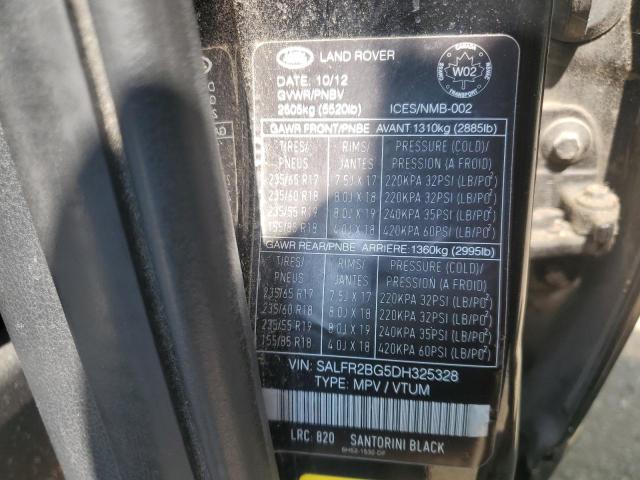 LAND ROVER
DATE: 10/12
GVWR/PNBV
2505kg (5520lb)
ICES/NMB-002
CANADA
W02
TRANSPORT
GAWR FRONT/PNBE AVANT 1310kg (2885lb)
TIRES/ RIMS/ PRESSURE (COLD)/
PNEUS JANTES PRESSION (A FROID)
235/65 R17 7.5J X 17 220KPA 32PSI (LB/PO²)
235/60 R18 8.0J X 18 220KPA 32PSI (LB/PO²)
235/55 R19 8.0J X 19 240KPA 35PSI (LB/PO²)
155/85 R18 4.0J X 18 420KPA 60PSI (LB/PO²)
GAWR REAR/PNBE ARRIERE: 1360kg (2995lb)
TIRES/ RIMS/ PRESSURE (COLD)/
PNEUS JANTES PRESSION (A FROID)
235/65 R17 7.5J X 17 220KPA 32PSI (LB/PO²)
235/60 R18 8.0J X 18 220KPA 32PSI (LB/PO²)
235/55 R19 8.0J X 19 240KPA 35PSI (LB/PO²)
155/85 R18 4.0J X 18 420KPA 60PSI (LB/PO²)
VIN: SALFR2BG5DH325328
TYPE: MPV / VTUM
LRC: 820 SANTORINI BLACK